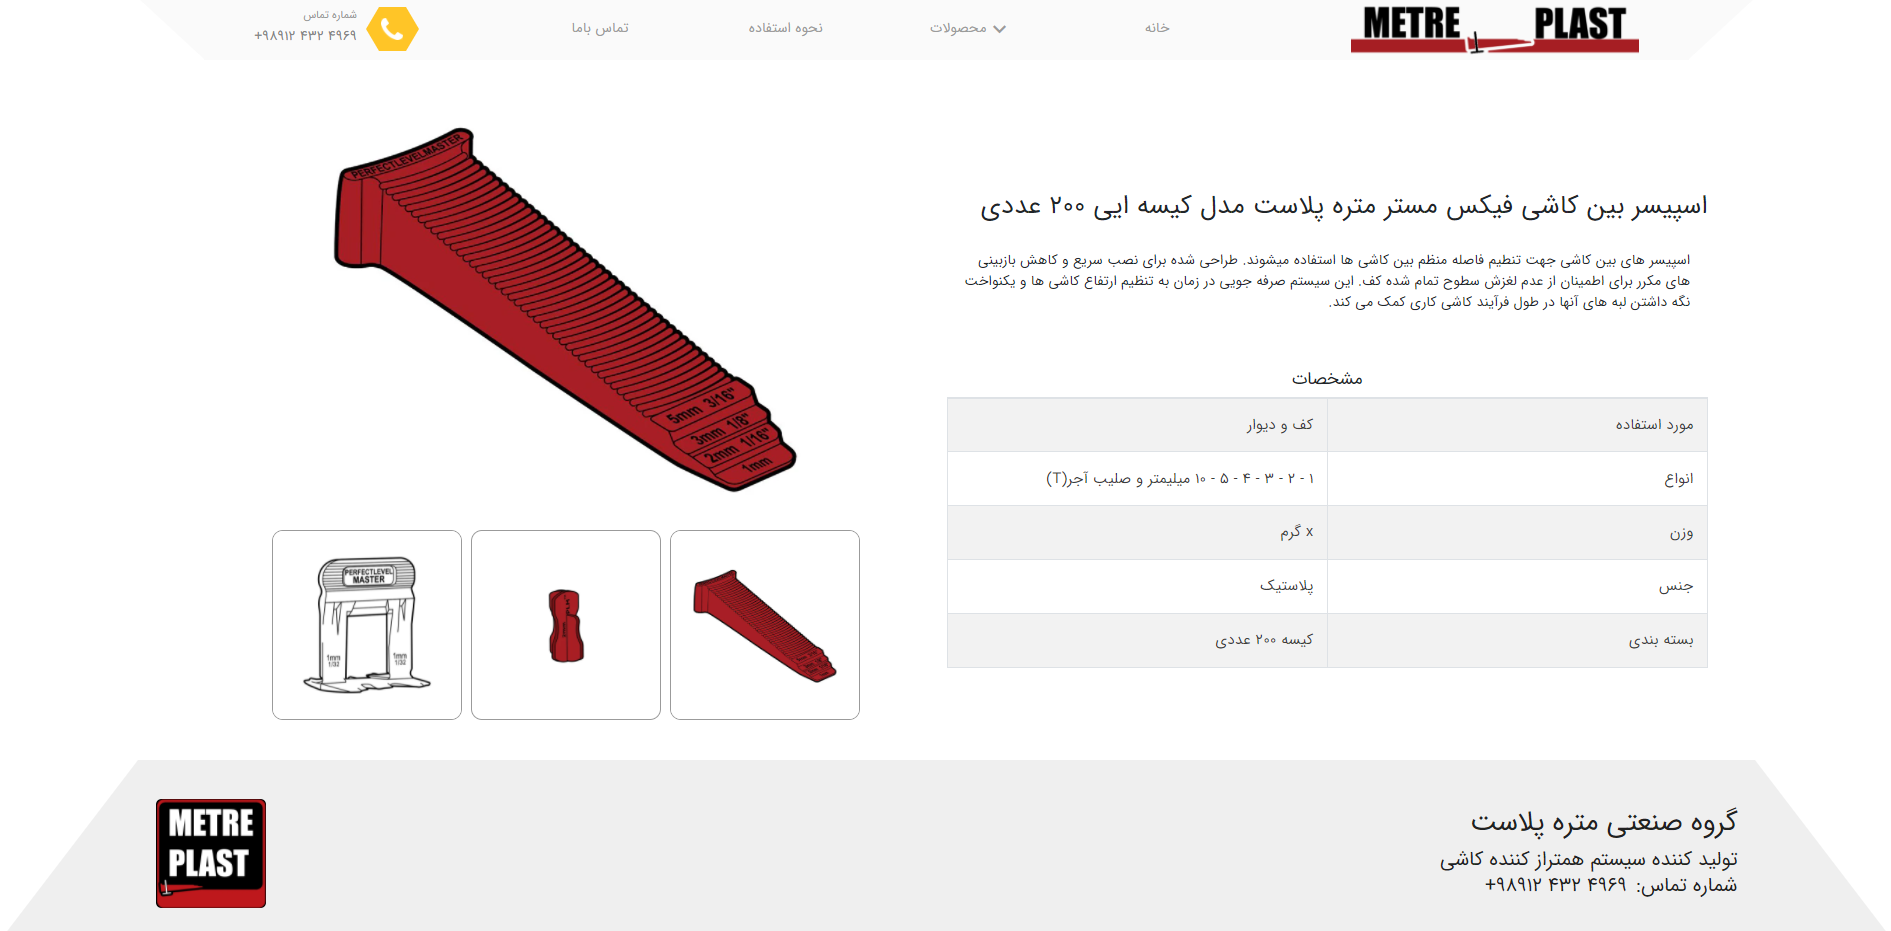 METRE PLAST
خانه
محصولات
نحوه استفاده
تماس باما
شماره تماس
+۹۸۹۱۲ ۴۳۲ ۴۹۶۹
اسپیسر بین کاشی فیکس مستر متره پلاست مدل کیسه ایی ۲۰۰ عددی
اسپیسر های بین کاشی جهت تنطیم فاصله منظم بین کاشی ها استفاده میشوند. طراحی شده برای نصب سریع و کاهش بازبینی
های مکرر برای اطمینان از عدم لغزش سطوح تمام شده کف. این سیستم صرفه جویی در زمان به تنظیم ارتفاع کاشی ها و یکنواخت
نگه داشتن لبه های آنها در طول فرآیند کاشی کاری کمک می کند.
مشخصات
مورد استفاده کف و دیوار
انواع ۱ - ۲ - ۳ - ۴ - ۵ - ۱۰ میلیمتر و صلیب آجر(T)
وزن x گرم
جنس پلاستیک
بسته بندی کیسه ۲۰۰ عددی
PERFECTLEVELMASTER
5mm 3/16"
3mm 1/8"
2mm 1/16"
1mm
PERFECTLEVEL
MASTER
1mm
1/32
1mm
1/32
گروه صنعتی متره پلاست
تولید کننده سیستم همتراز کننده کاشی
شماره تماس: ۴۹۶۹ ۴۳۲ ۹۸۹۱۲+
METRE
PLAST